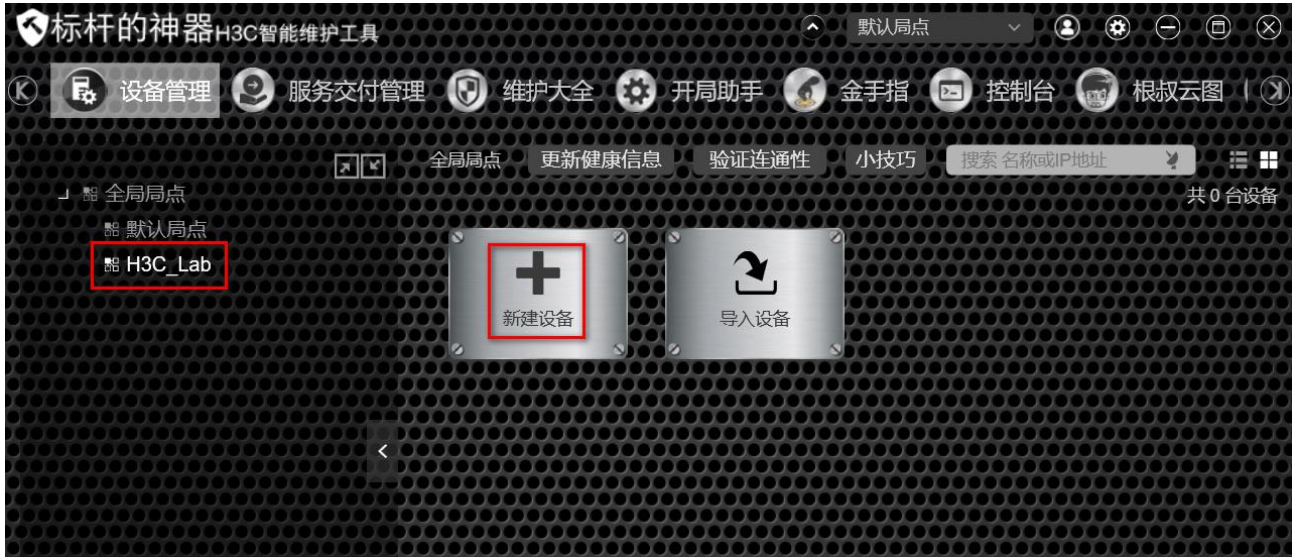 标杆的神器H3C智能维护工具
默认局点
设备管理 服务交付管理 维护大全 开局助手 金手指 控制台 根叔云图
全局局点 更新健康信息 验证连通性 小技巧 搜索 名称或IP地址
全局局点
共 0 台设备
默认局点
H3C_Lab
新建设备 导入设备